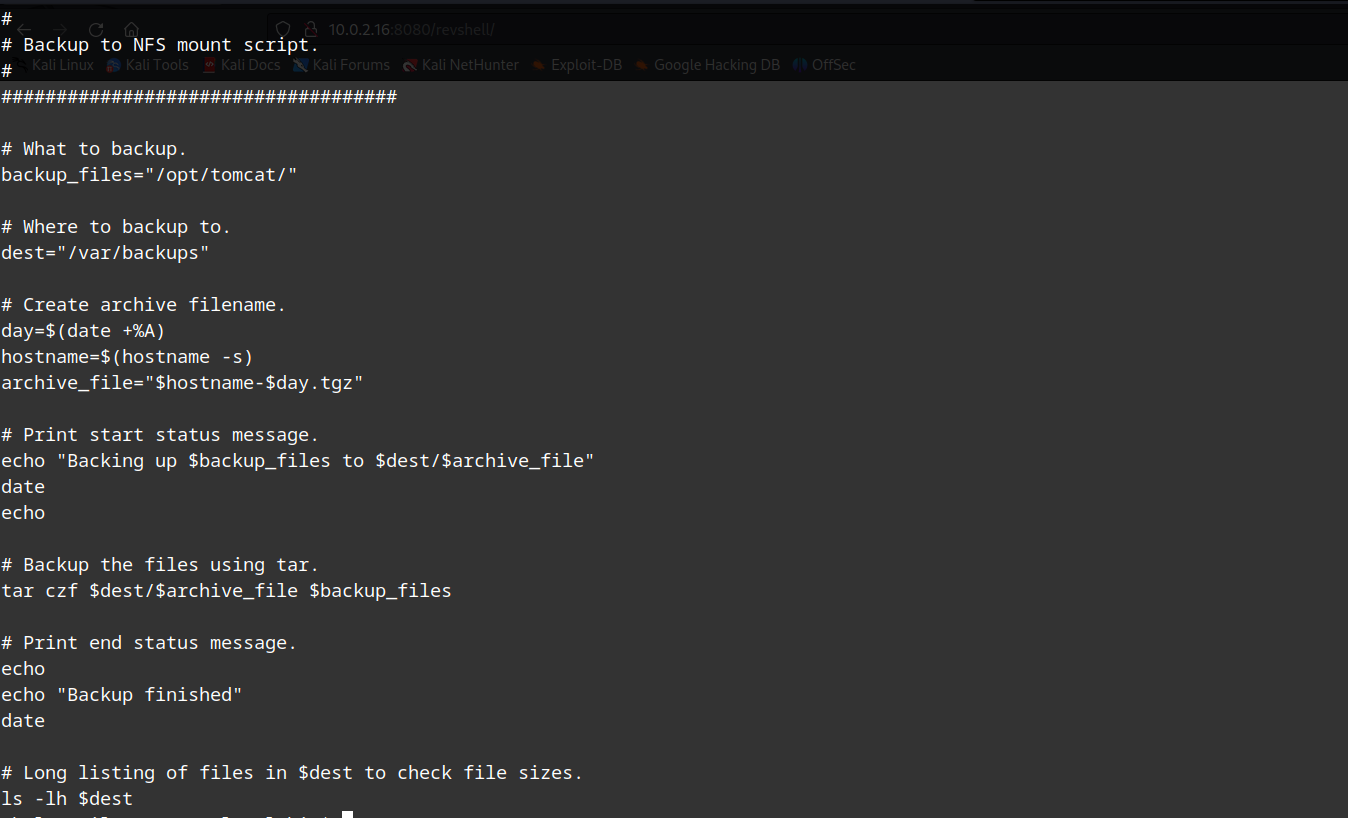 #
10.0.2.16:8080/revshell/
# Backup to NFS mount script.
Kali Linux Kali Tools Kali Docs Kali Forums Kali NetHunter Exploit-DB Google Hacking DB OffSec
#
####################################
# What to backup.
backup_files="/opt/tomcat/"
# Where to backup to.
dest="/var/backups"
# Create archive filename.
day=$(date +%A)
hostname=$(hostname -s)
archive_file="$hostname-$day.tgz"
# Print start status message.
echo "Backing up $backup_files to $dest/$archive_file"
date
echo
# Backup the files using tar.
tar czf $dest/$archive_file $backup_files
# Print end status message.
echo
echo "Backup finished"
date
# Long listing of files in $dest to check file sizes.
ls -lh $dest